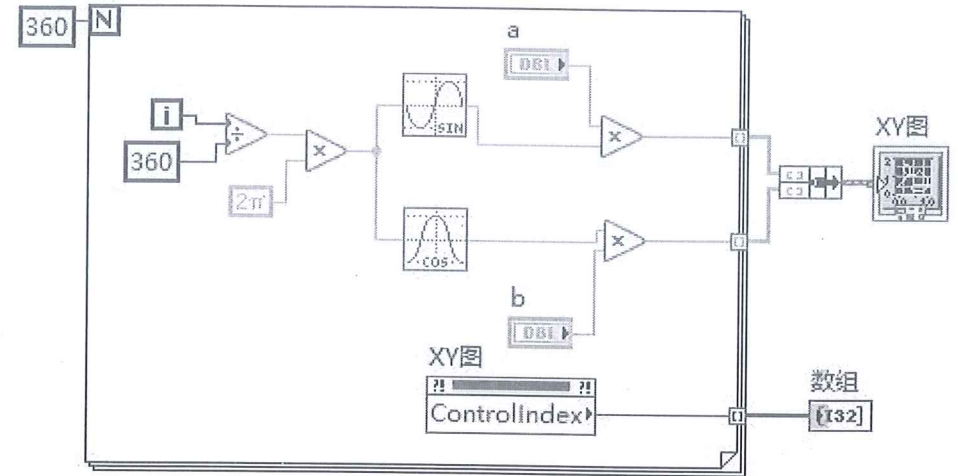 360
N
a
DBL
i
÷
360
×
2π
SIN
COS
×
×
b
DBL
XY图
XY图
?! ?!
ControlIndex
数组
[I32]